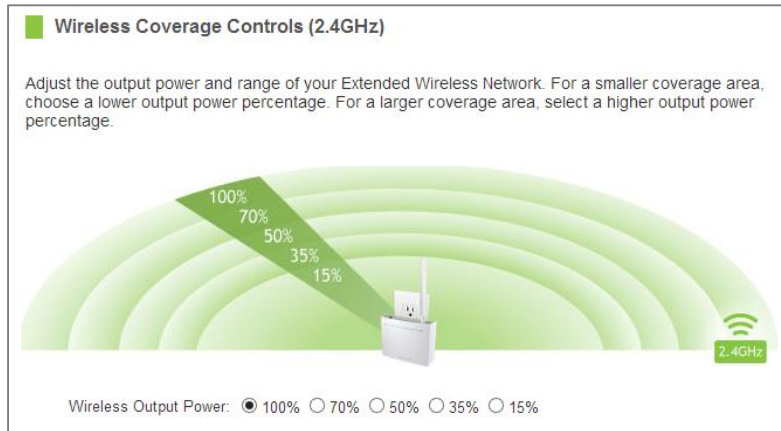 Wireless Coverage Controls (2.4GHz)
Adjust the output power and range of your Extended Wireless Network. For a smaller coverage area,
choose a lower output power percentage. For a larger coverage area, select a higher output power
percentage.
100%
70%
50%
35%
15%
2.4GHz
Wireless Output Power: 100% 70% 50% 35% 15%